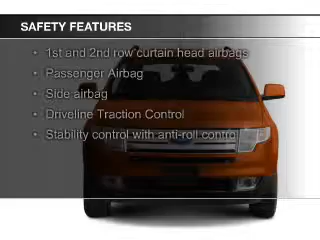 SAFETY FEATURES
• 1st and 2nd row curtain head airbags
• Passenger Airbag
• Side airbag
• Driveline Traction Control
• Stability control with anti-roll control